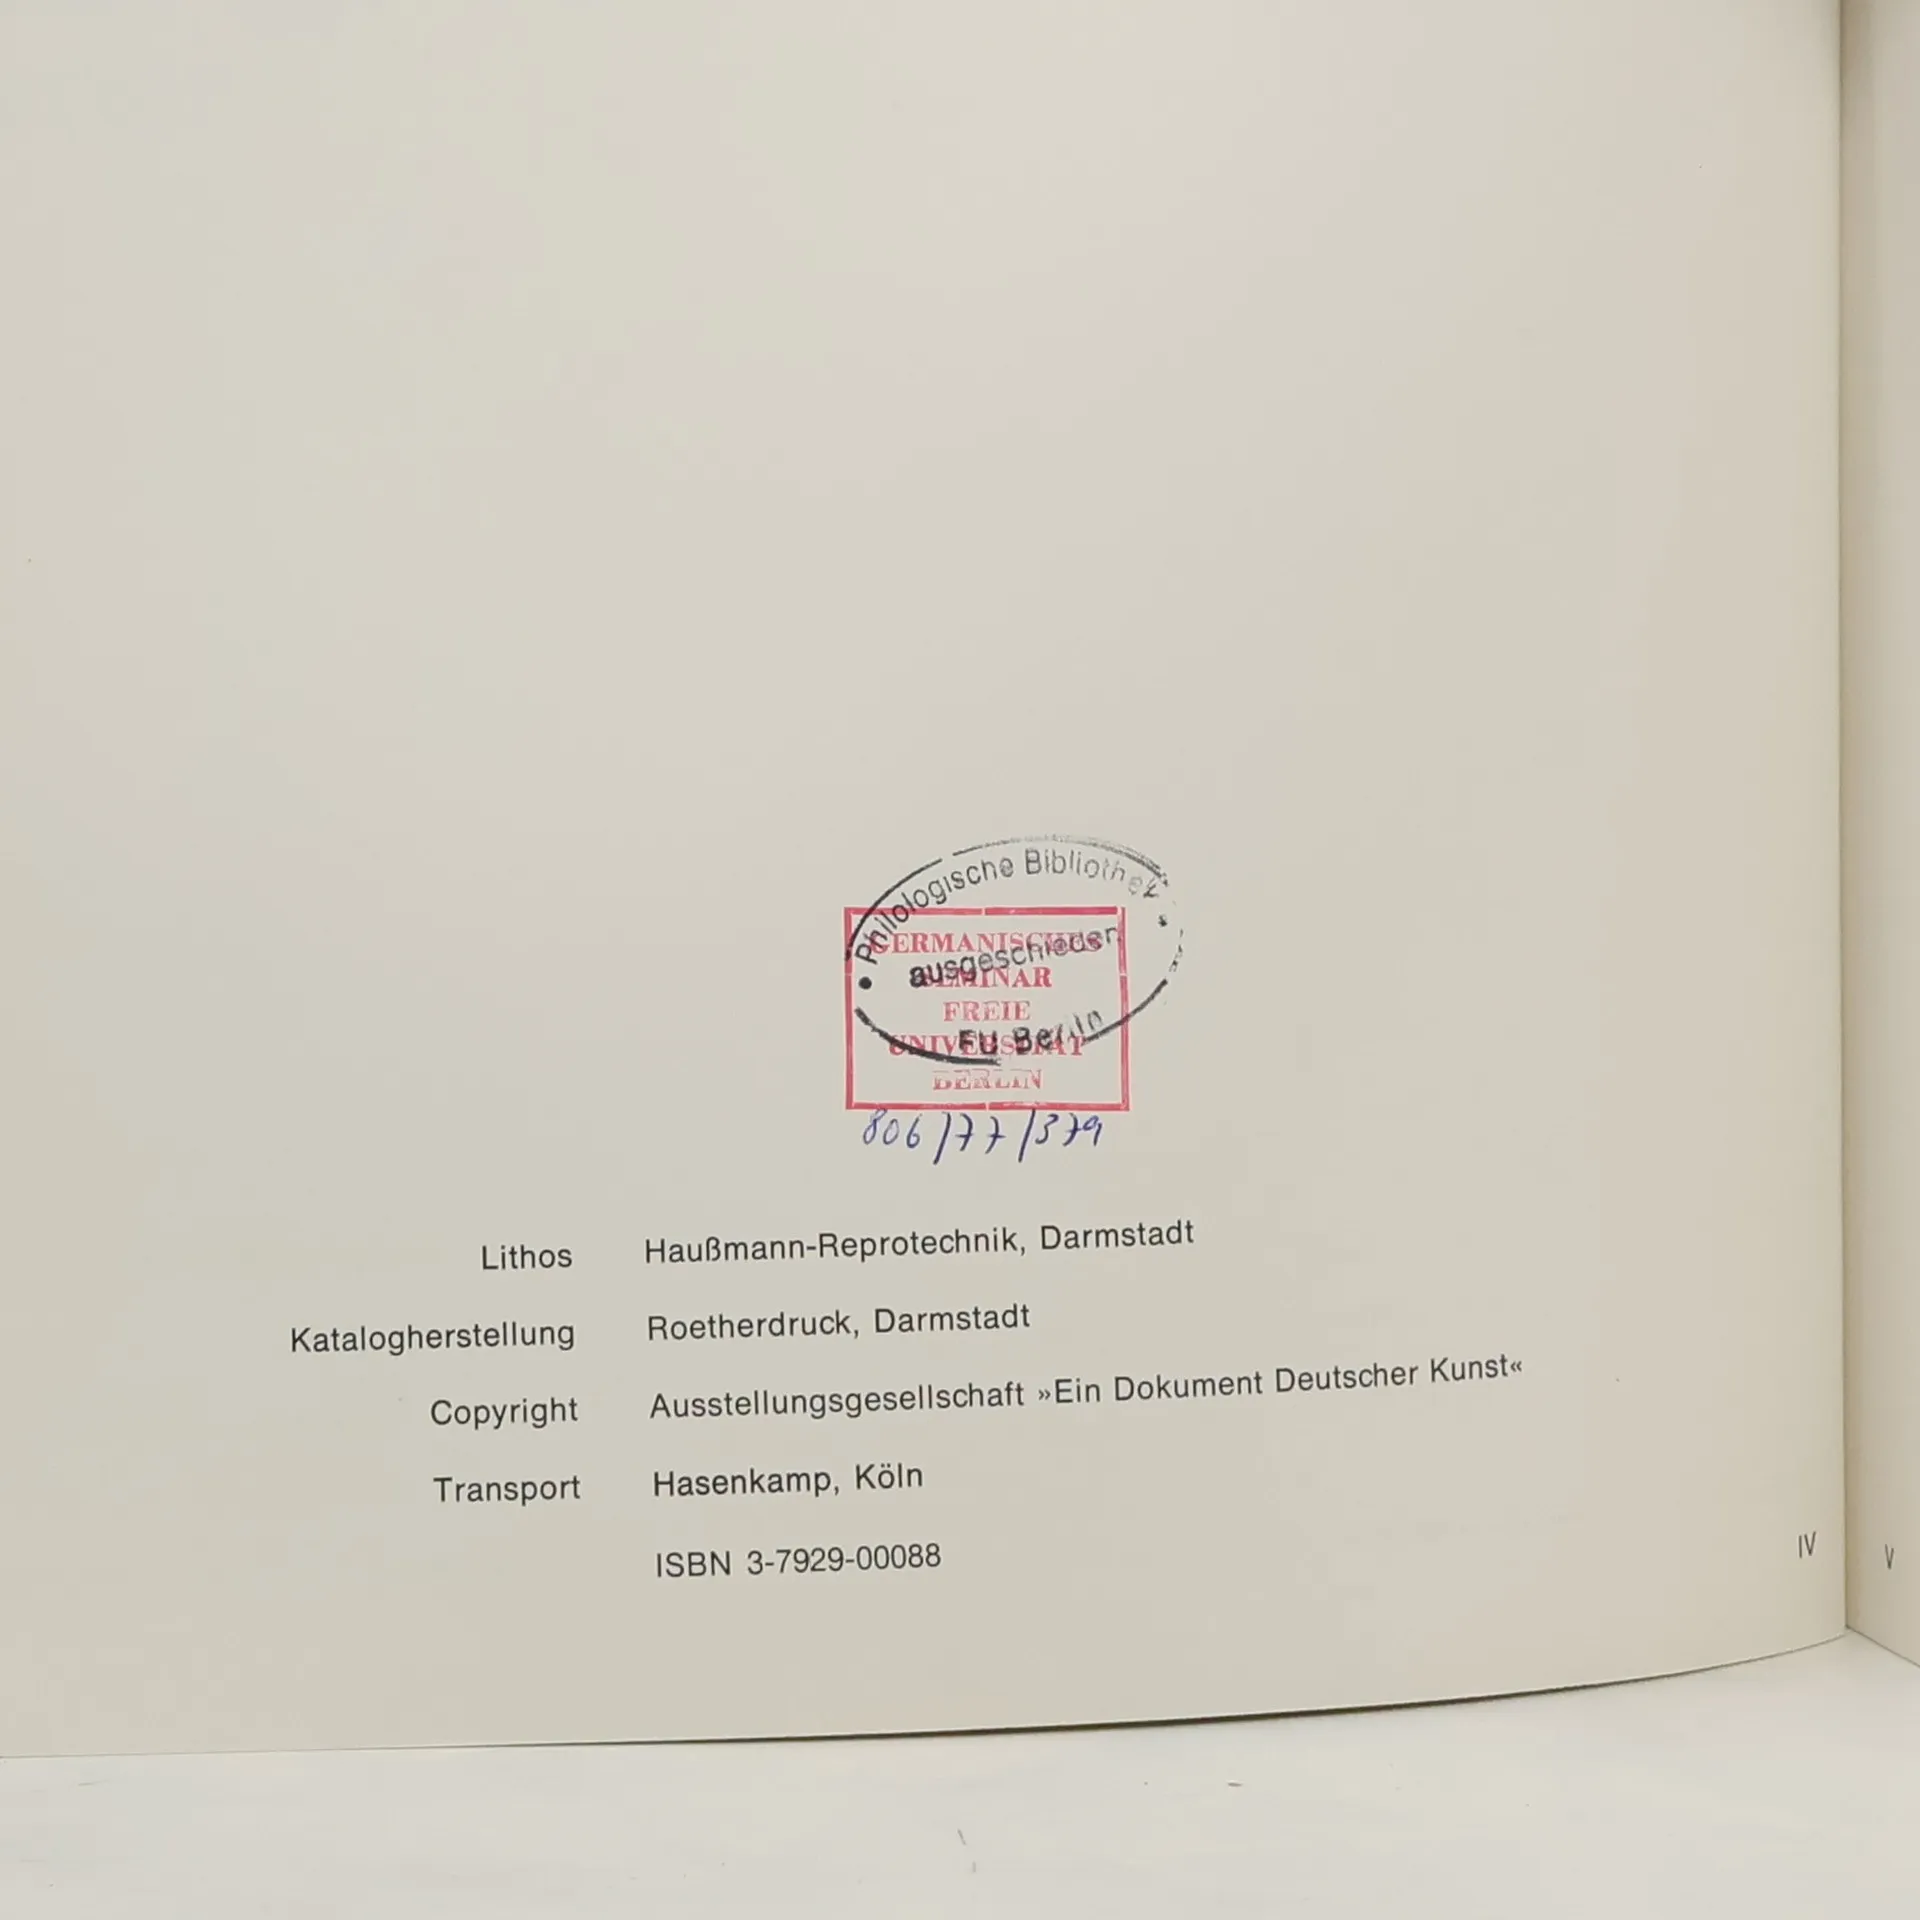 Philologische Bibliothek
ausgeschieden
FU Berlin
GERMANISCHES
SEMINAR
FREIE
UNIVERSITÄT
BERLIN
806/77/379
Lithos Haußmann-Reprotechnik, Darmstadt
Katalogherstellung Roetherdruck, Darmstadt
Copyright Ausstellungsgesellschaft »Ein Dokument Deutscher Kunst«
Transport Hasenkamp, Köln
ISBN 3-7929-00088
IV
V